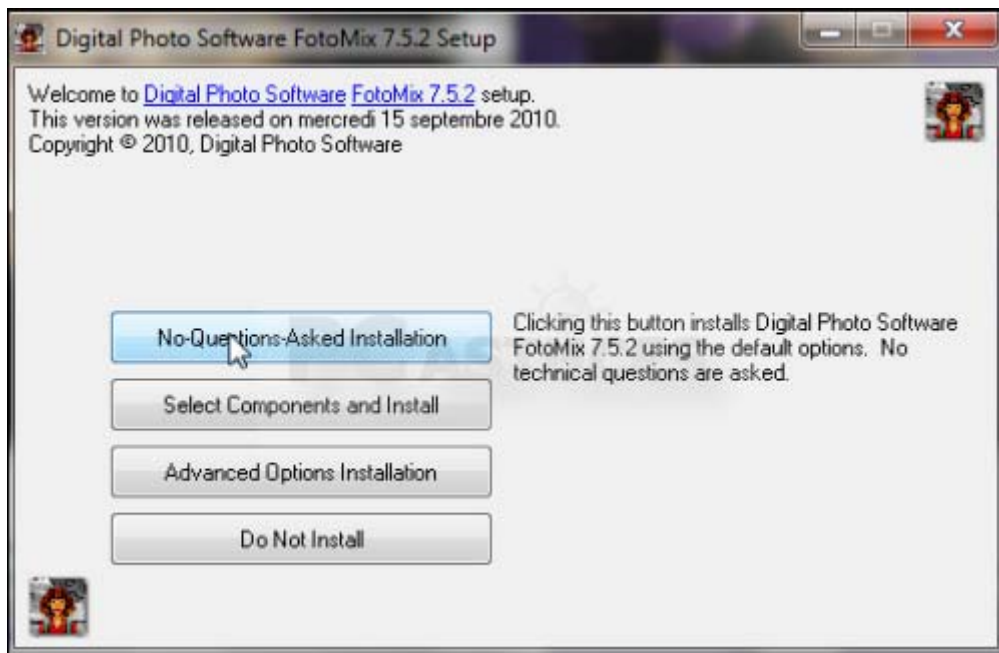 Digital Photo Software FotoMix 7.5.2 Setup
Welcome to Digital Photo Software FotoMix 7.5.2 setup.
This version was released on mercredi 15 septembre 2010.
Copyright © 2010, Digital Photo Software
No-Questions-Asked Installation
Clicking this button installs Digital Photo Software
FotoMix 7.5.2 using the default options. No
technical questions are asked.
Select Components and Install
Advanced Options Installation
Do Not Install